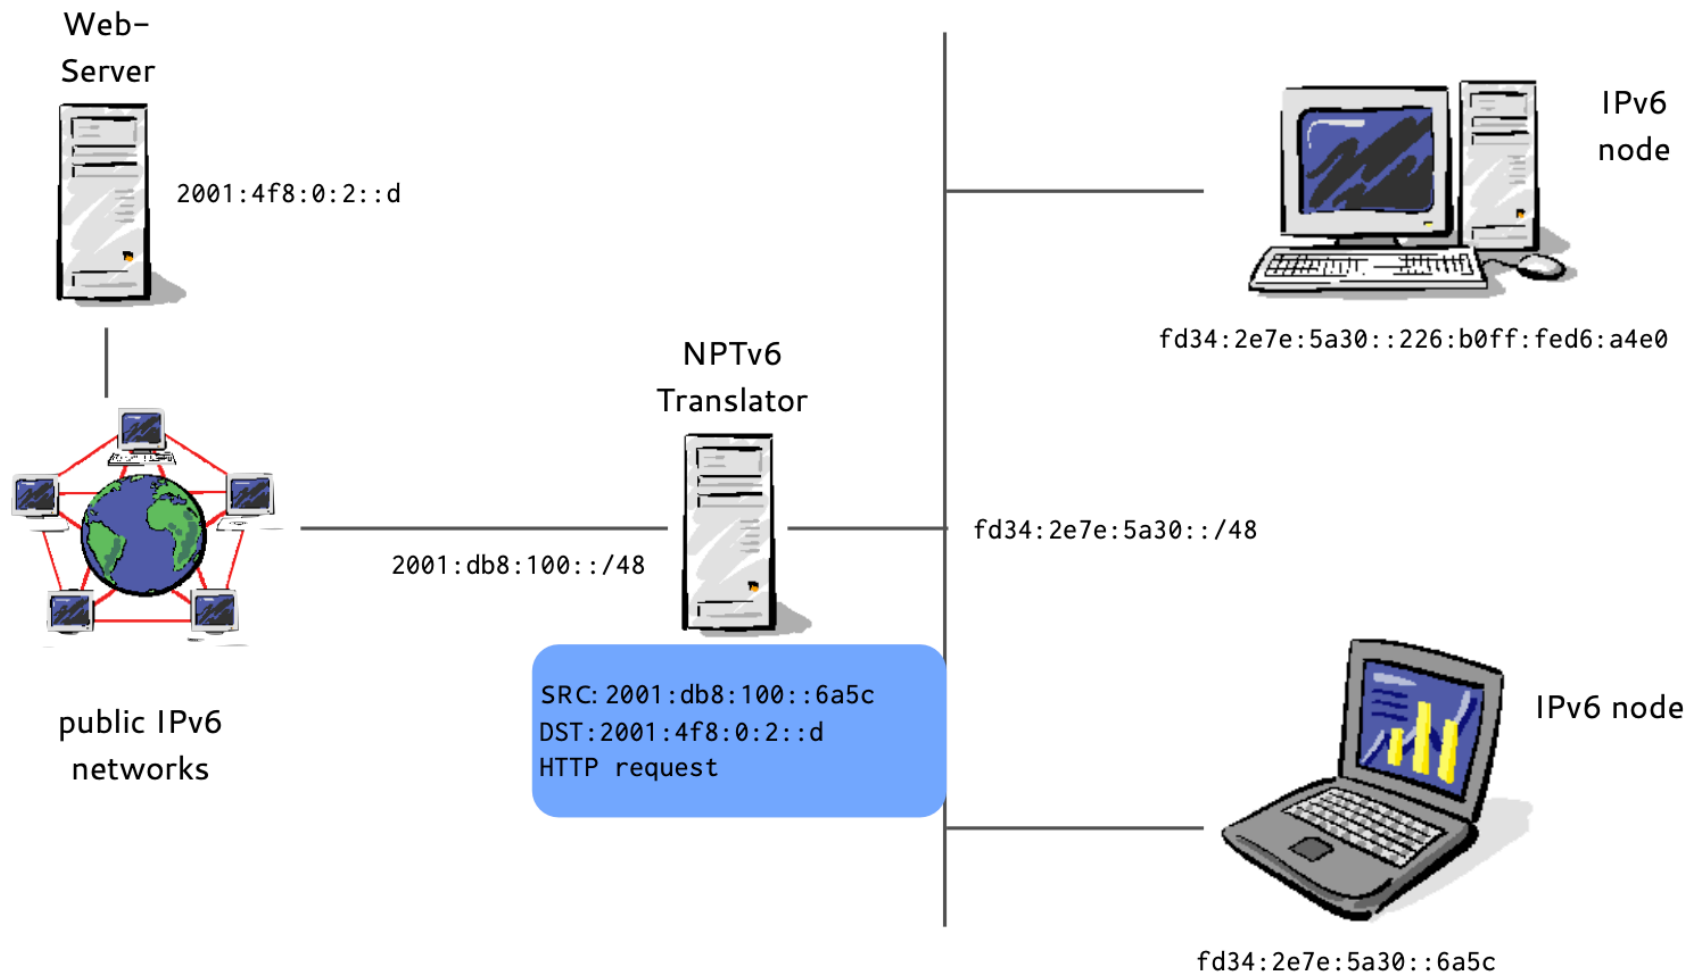 Web-
Server
2001:4f8:0:2::d
IPv6
node
fd34:2e7e:5a30::226:b0ff:fed6:a4e0
NPTv6
Translator
2001:db8:100::/48
fd34:2e7e:5a30::/48
SRC: 2001:db8:100::6a5c
DST:2001:4f8:0:2::d
HTTP request
public IPv6
networks
IPv6 node
fd34:2e7e:5a30::6a5c